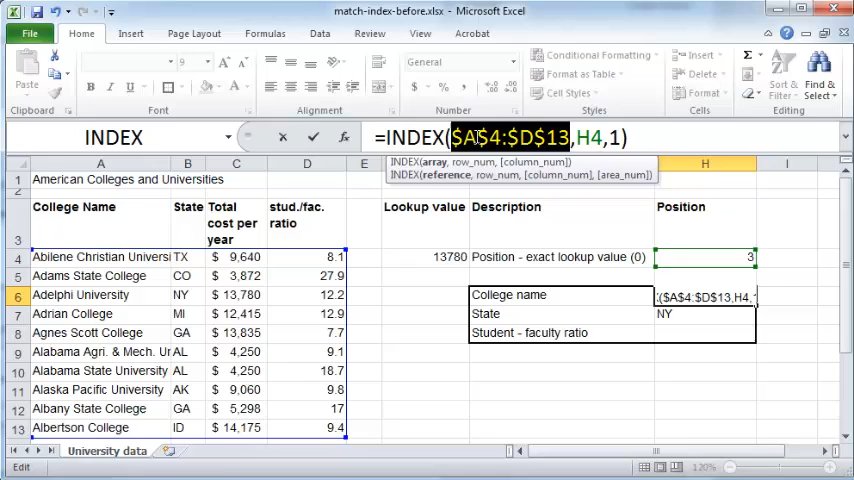 match-index-before.xlsx - Microsoft Excel
File Home Insert Page Layout Formulas Data Review Acrobat
Paste
Clipboard
B I U
Font
Alignment
General
$ % ,
Number
Conditional Formatting
Format as Table
Cell Styles
Styles
Insert
Delete
Format
Cells
Sort & Filter
Find & Select
Editing
INDEX =INDEX($A$4:$D$13,H4,1)
INDEX(array, row_num, [column_num])
INDEX(reference, row_num, [column_num], [area_num])
A B C D E H I
1 American Colleges and Universities
2
3 College Name State Total cost per year stud./fac. ratio Lookup value Description Position
4 Abilene Christian Universi TX $ 9,640 8.1 13780 Position - exact lookup value (0) 3
5 Adams State College CO $ 3,872 27.9
6 Adelphi University NY $ 13,780 12.2 College name ($A$4:$D$13,H4,1
7 Adrian College MI $ 12,415 12.9 State NY
8 Agnes Scott College GA $ 13,835 7.7 Student - faculty ratio
9 Alabama Agri. & Mech. Ur AL $ 4,250 9.1
10 Alabama State University AL $ 4,250 18.7
11 Alaska Pacific University AK $ 9,060 9.8
12 Albany State College GA $ 5,298 17
13 Albertson College ID $ 14,175 9.4
University data
Edit 120%